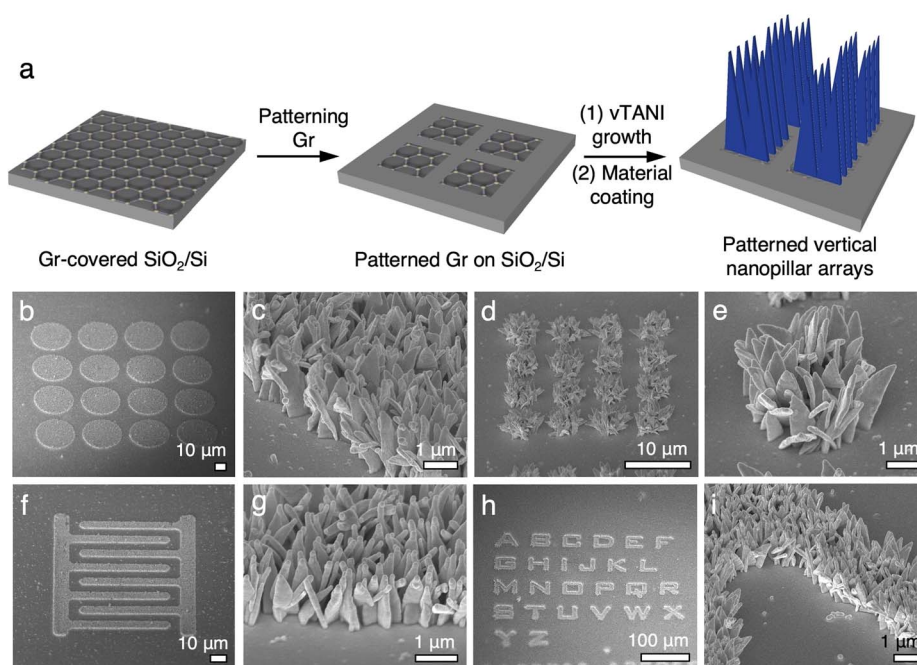 a
Patterning
Gr
(1) vTANI
growth
(2) Material
coating
Gr-covered SiO₂/Si
Patterned Gr on SiO₂/Si
Patterned vertical
nanopillar arrays
b
10 µm
c
1 µm
d
10 µm
e
1 µm
f
10 µm
g
1 µm
h
A B C D E F
G H I J K L
M N O P Q R
S T U V W X
Y Z
100 µm
i
1 µm